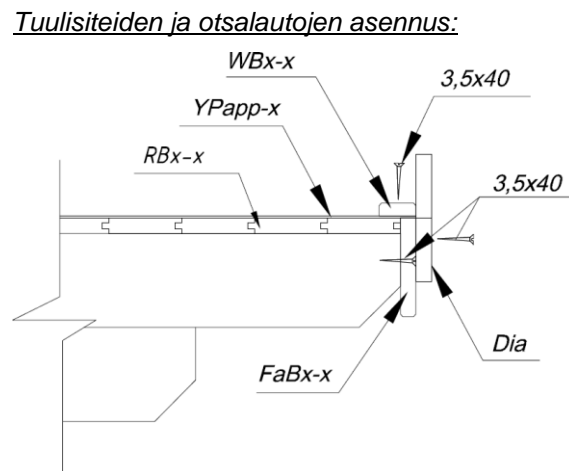 Tuulisiteiden ja otsalautojen asennus:
WBx-x
3,5x40
YPapp-x
RBx-x
3,5x40
Dia
FaBx-x